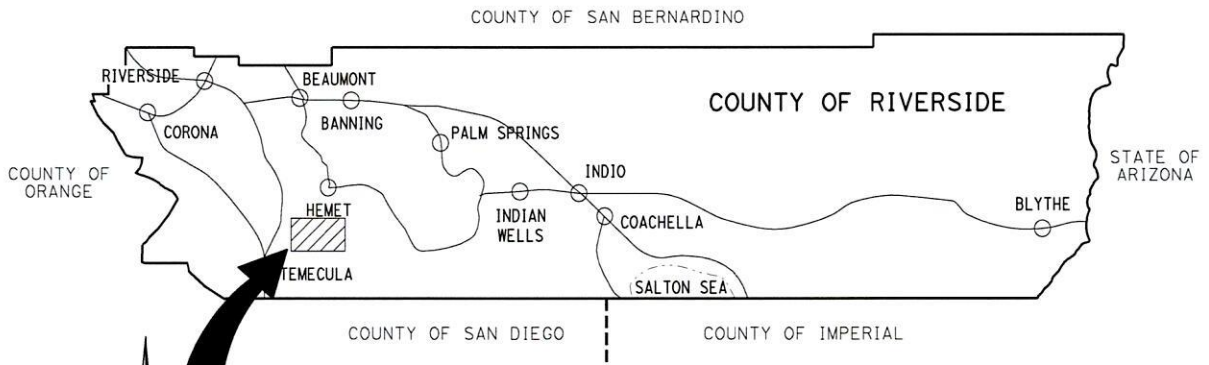 COUNTY OF SAN BERNARDINO
RIVERSIDE
BEAUMONT
COUNTY OF RIVERSIDE
CORONA
BANNING
PALM SPRINGS
COUNTY OF
ORANGE
STATE OF
ARIZONA
INDIO
HEMET
INDIAN
WELLS
COACHELLA
BLYTHE
TEMECULA
SALTON SEA
COUNTY OF SAN DIEGO
COUNTY OF IMPERIAL